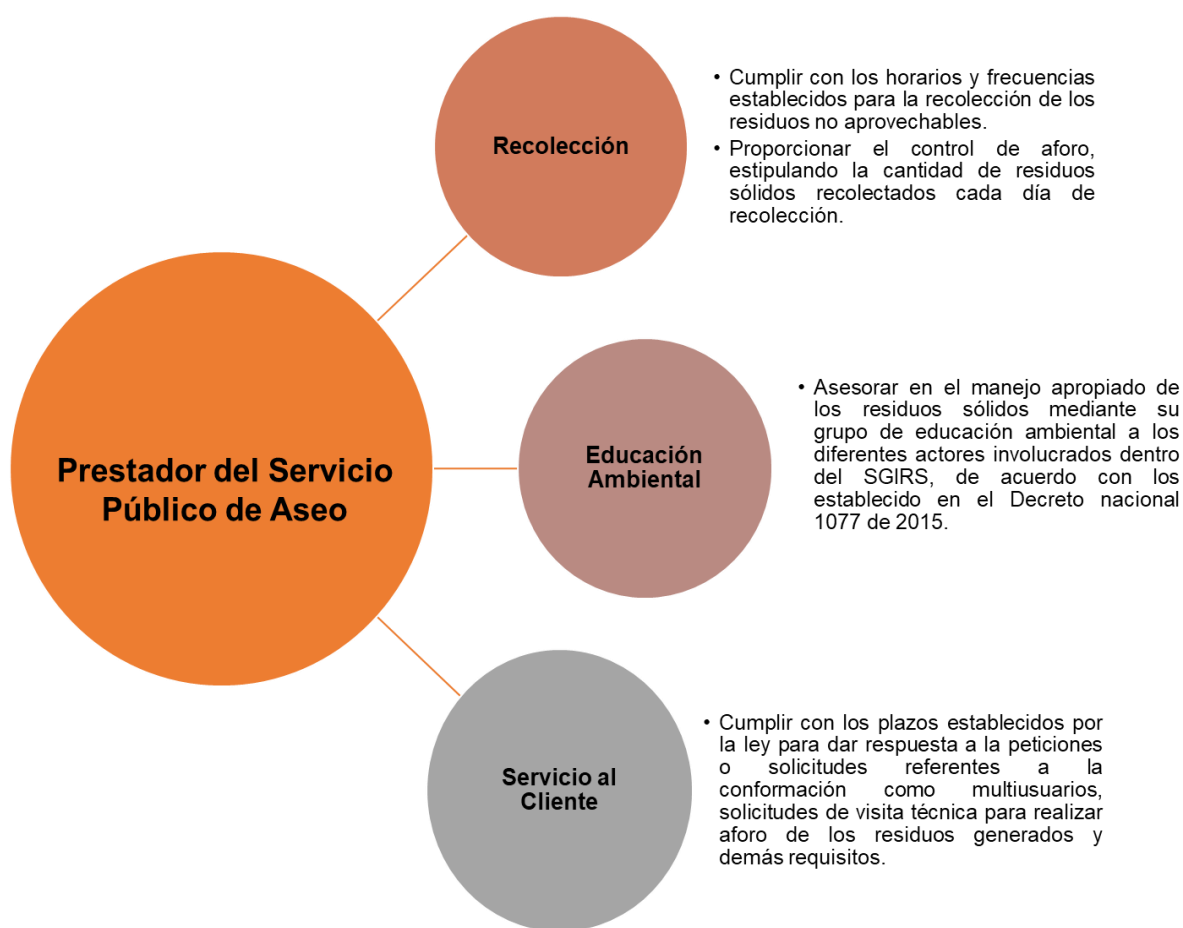 Prestador del Servicio
Público de Aseo
Recolección
• Cumplir con los horarios y frecuencias
establecidos para la recolección de los
residuos no aprovechables.
• Proporcionar el control de aforo,
estipulando la cantidad de residuos
sólidos recolectados cada día de
recolección.
Educación
Ambiental
• Asesorar en el manejo apropiado de
los residuos sólidos mediante su
grupo de educación ambiental a los
diferentes actores involucrados dentro
del SGIRS, de acuerdo con los
establecido en el Decreto nacional
1077 de 2015.
Servicio al
Cliente
• Cumplir con los plazos establecidos por
la ley para dar respuesta a la peticiones
o solicitudes referentes a la
conformación como multiusuarios,
solicitudes de visita técnica para realizar
aforo de los residuos generados y
demás requisitos.